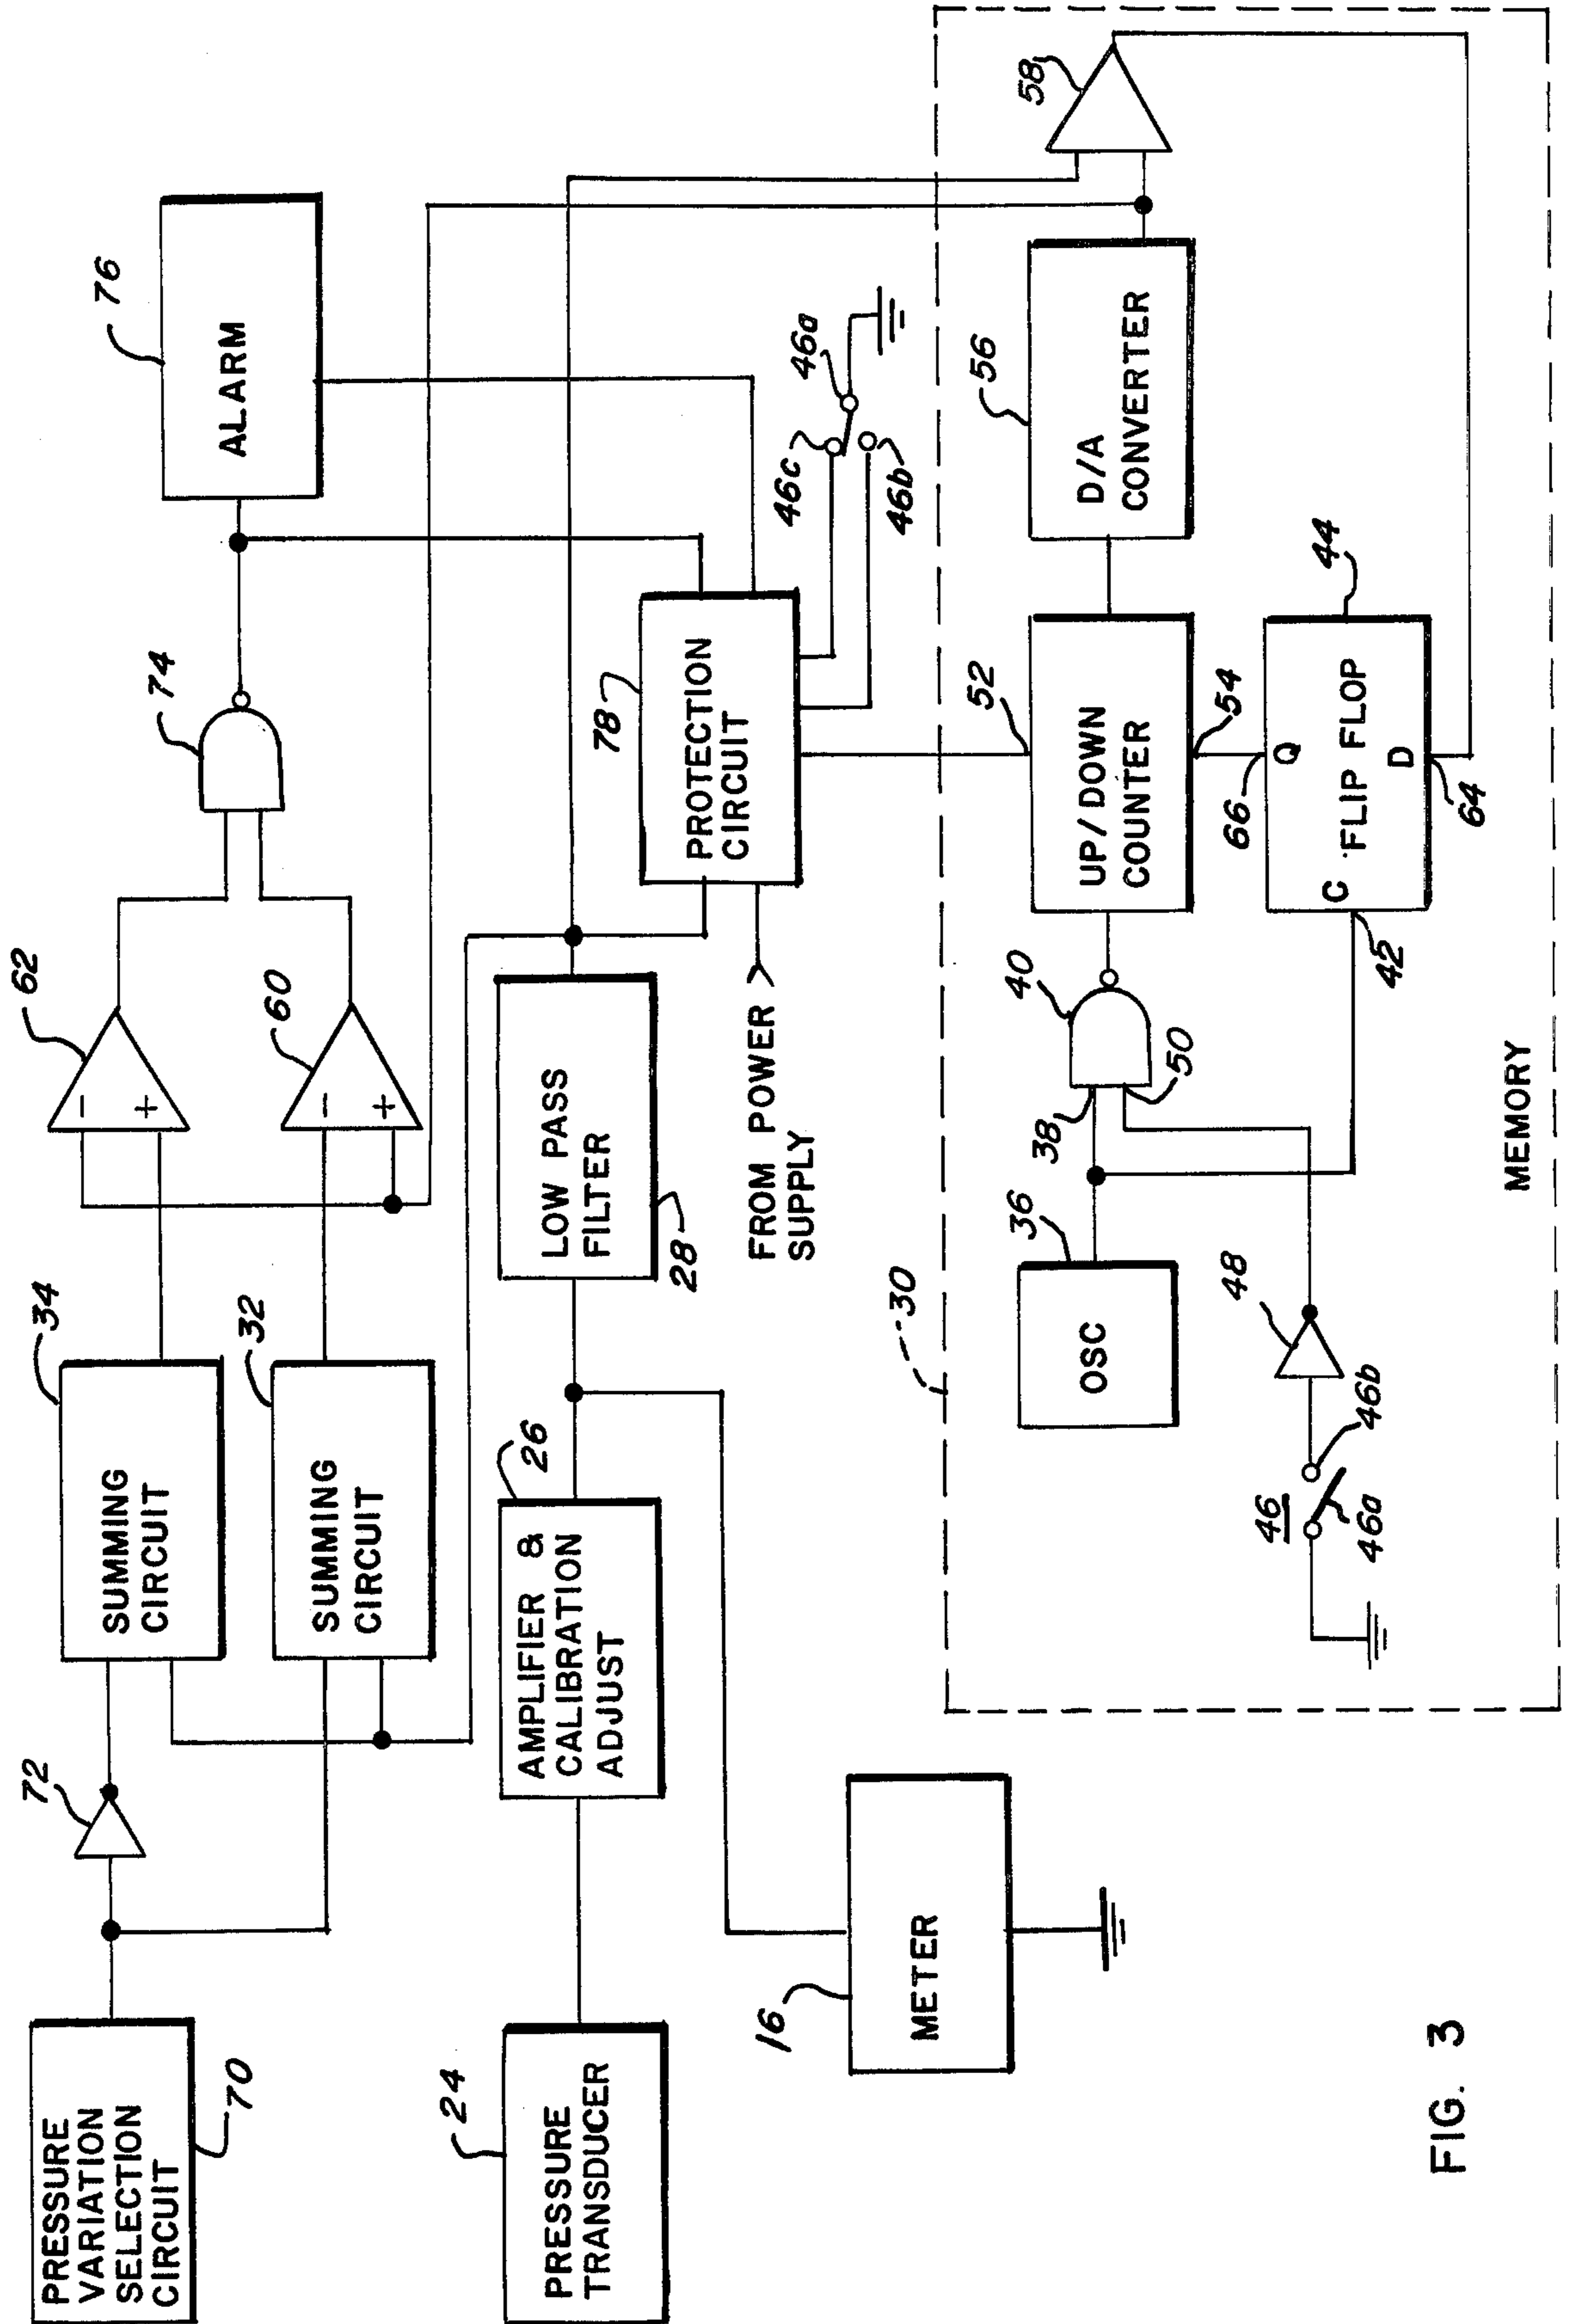 PRESSURE
VARIATION
SELECTION
CIRCUIT
70
72
SUMMING
CIRCUIT
34
SUMMING
CIRCUIT
32
62
-
+
60
-
+
74
ALARM
76
PRESSURE
TRANSDUCER
24
AMPLIFIER &
CALIBRATION
ADJUST
26
LOW PASS
FILTER
28
PROTECTION
CIRCUIT
78
FROM POWER
SUPPLY
46c
46a
46b
METER
16
30
OSC
36
38
40
50
UP/DOWN
COUNTER
52
54
D/A
CONVERTER
56
58
46
46a
46b
48
C
42
Q
66
FLIP FLOP
44
D
64
MEMORY
FIG. 3